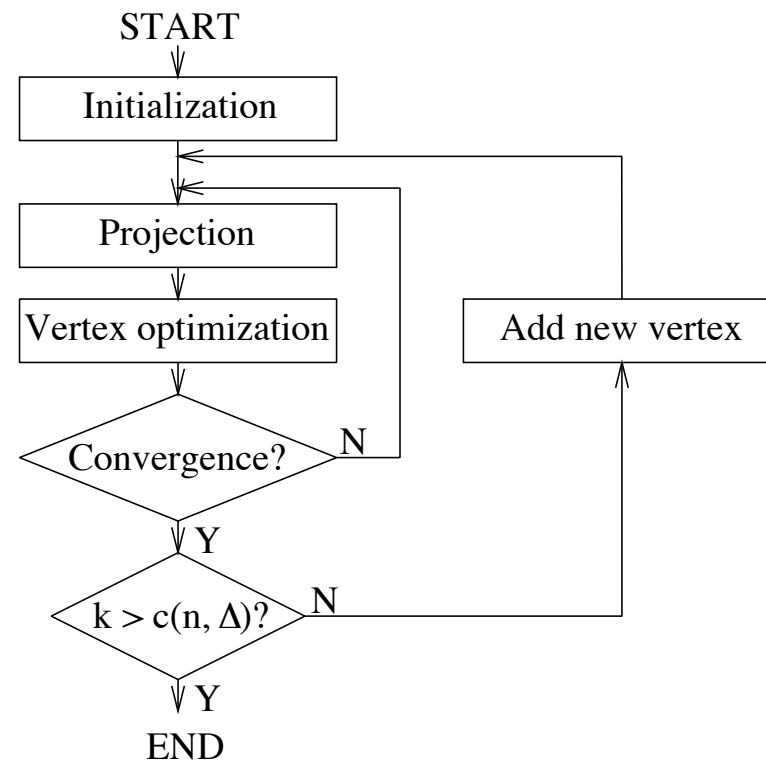 START
Initialization
Projection
Vertex optimization
Add new vertex
Convergence?
N
Y
k > c(n, Δ)?
N
Y
END